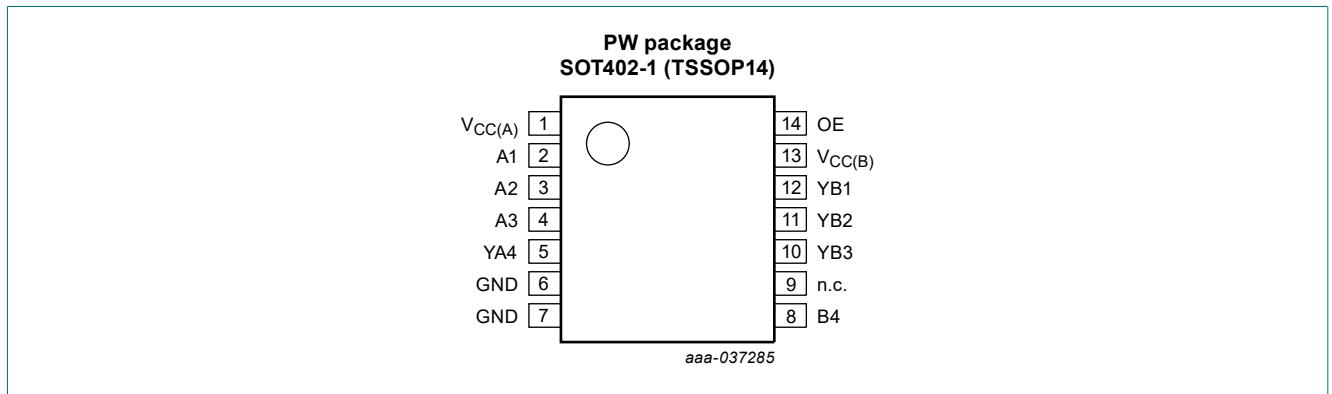 PW package
SOT402-1 (TSSOP14)
VCC(A) 1 14 OE
A1 2 13 VCC(B)
A2 3 12 YB1
A3 4 11 YB2
YA4 5 10 YB3
GND 6 9 n.c.
GND 7 8 B4
aaa-037285